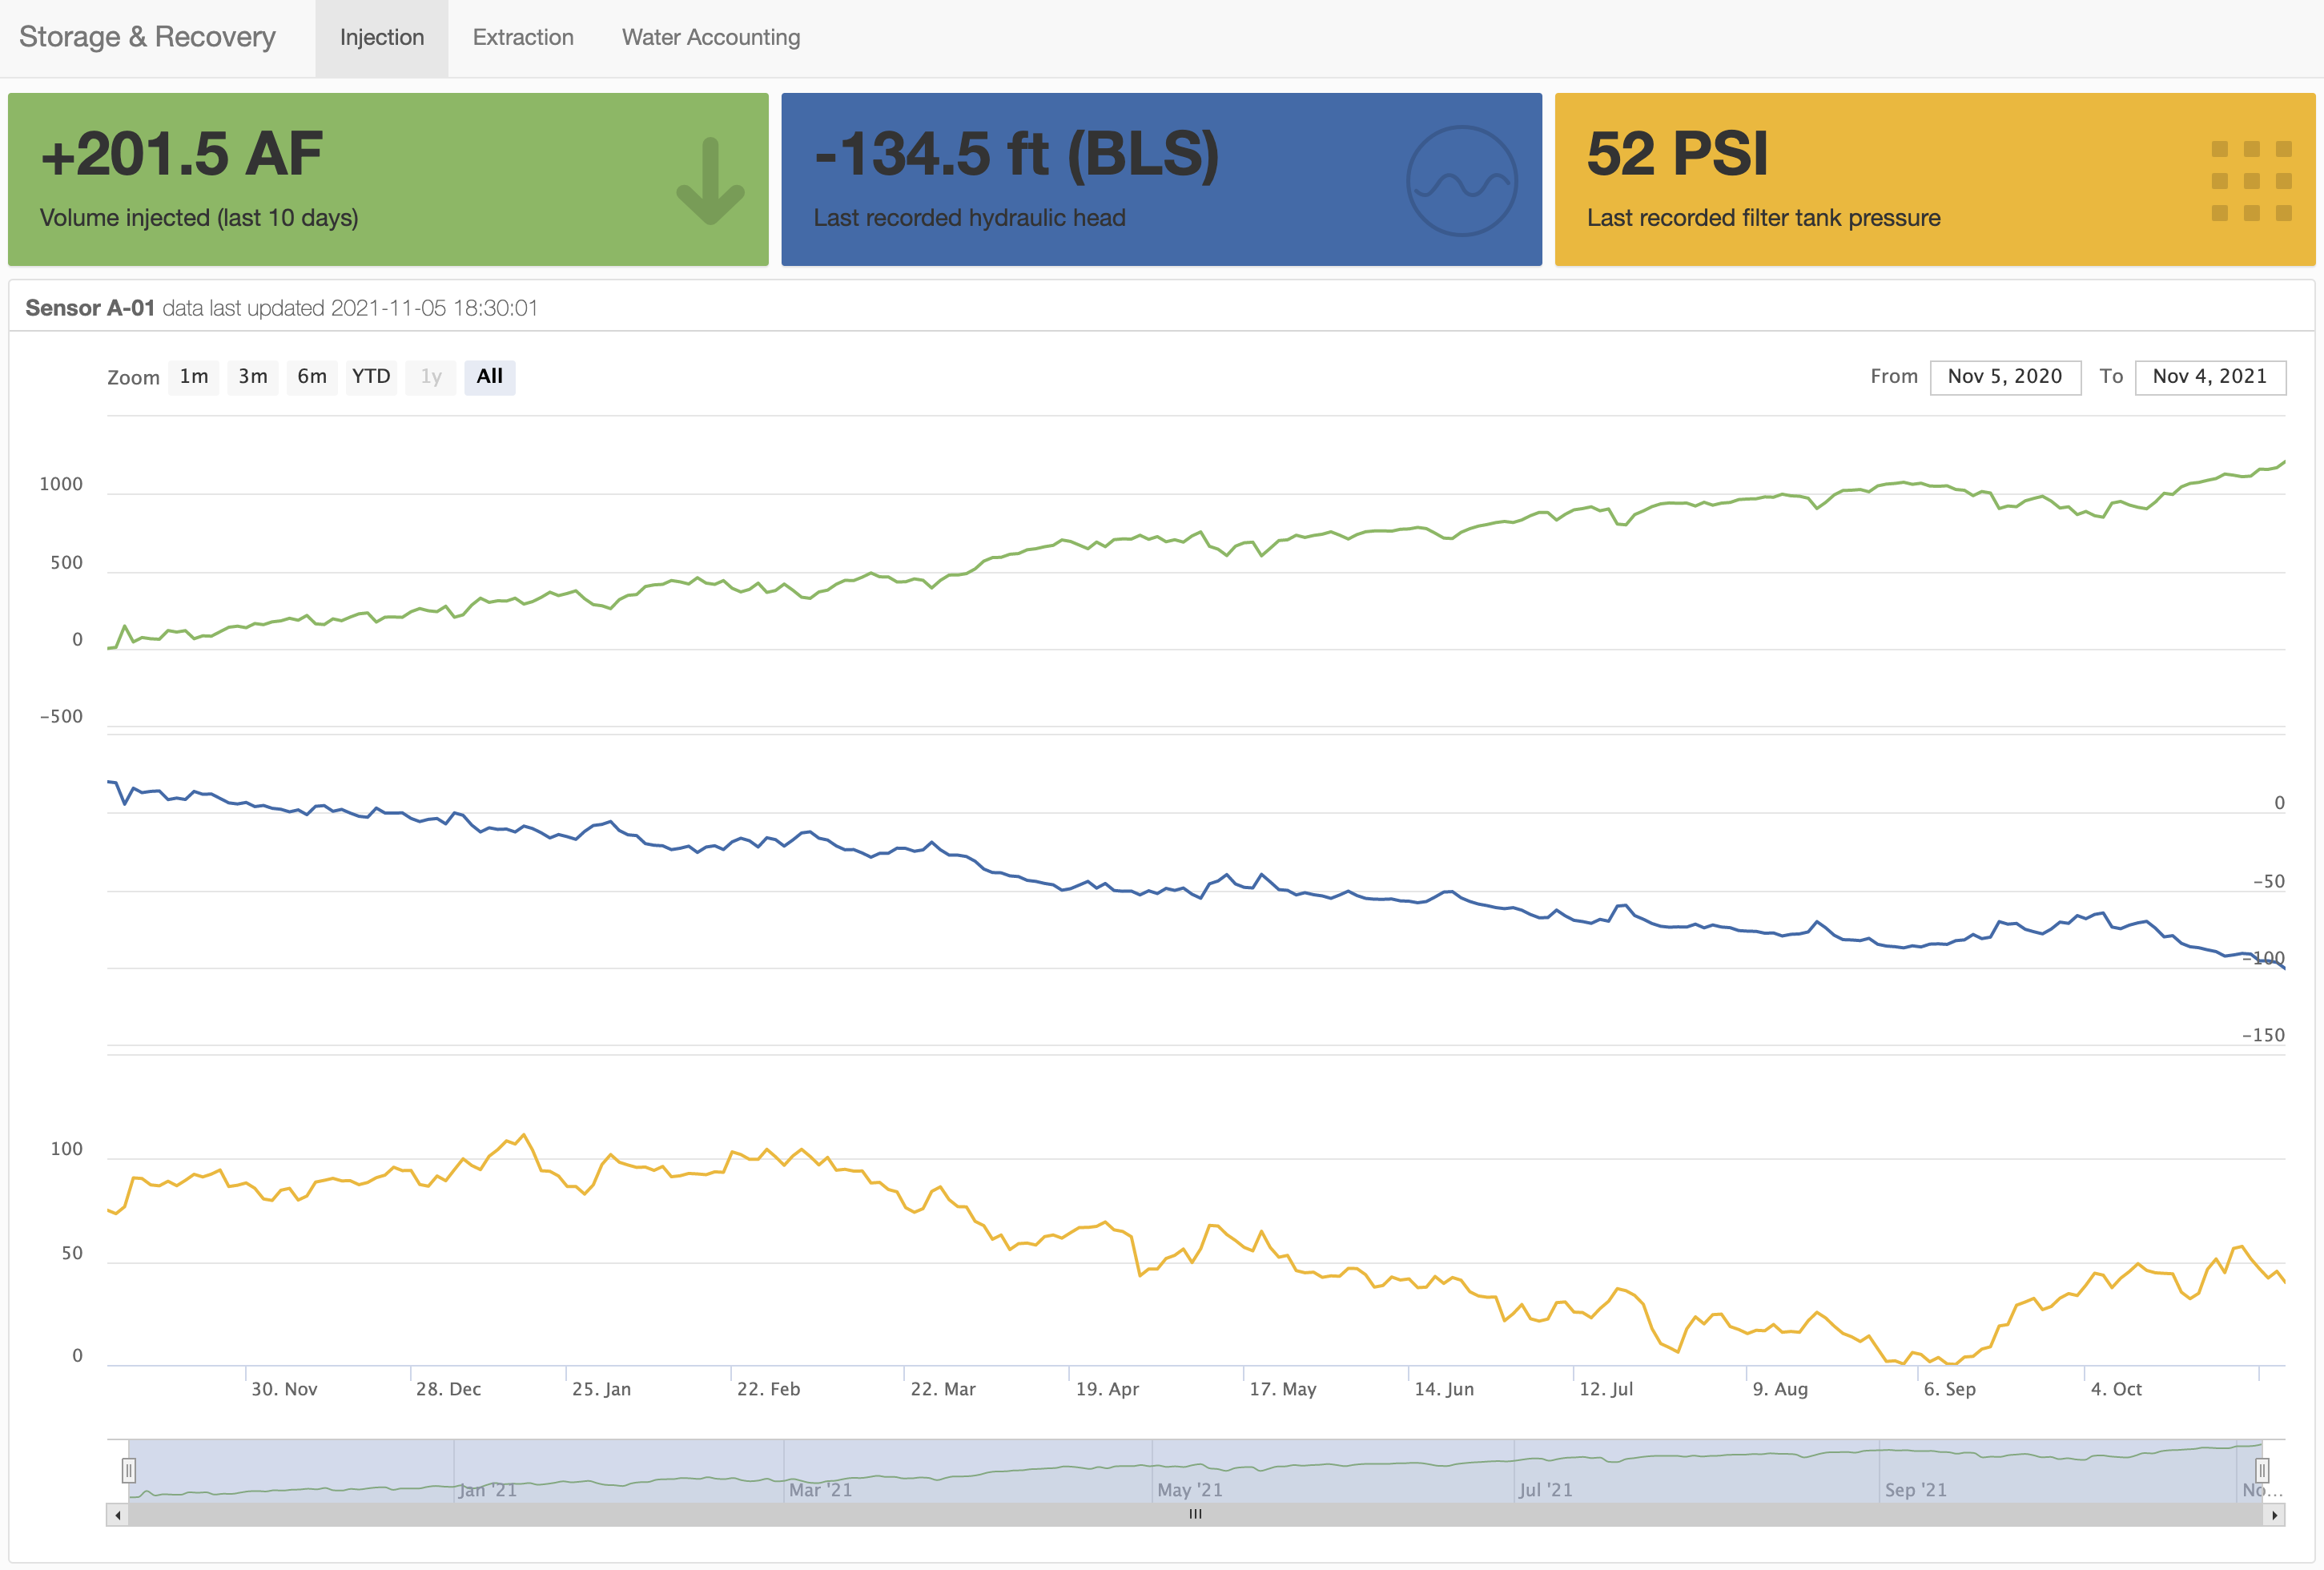 Storage & Recovery Injection Extraction Water Accounting
+201.5 AF
Volume injected (last 10 days)
-134.5 ft (BLS)
Last recorded hydraulic head
52 PSI
Last recorded filter tank pressure
Sensor A-01 data last updated 2021-11-05 18:30:01
Zoom 1m 3m 6m YTD 1y All
From Nov 5, 2020 To Nov 4, 2021
1000
500
0
−500
0
−50
−100
−150
100
50
0
30. Nov 28. Dec 25. Jan 22. Feb 22. Mar 19. Apr 17. May 14. Jun 12. Jul 9. Aug 6. Sep 4. Oct
Jan '21 Mar '21 May '21 Jul '21 Sep '21 No…